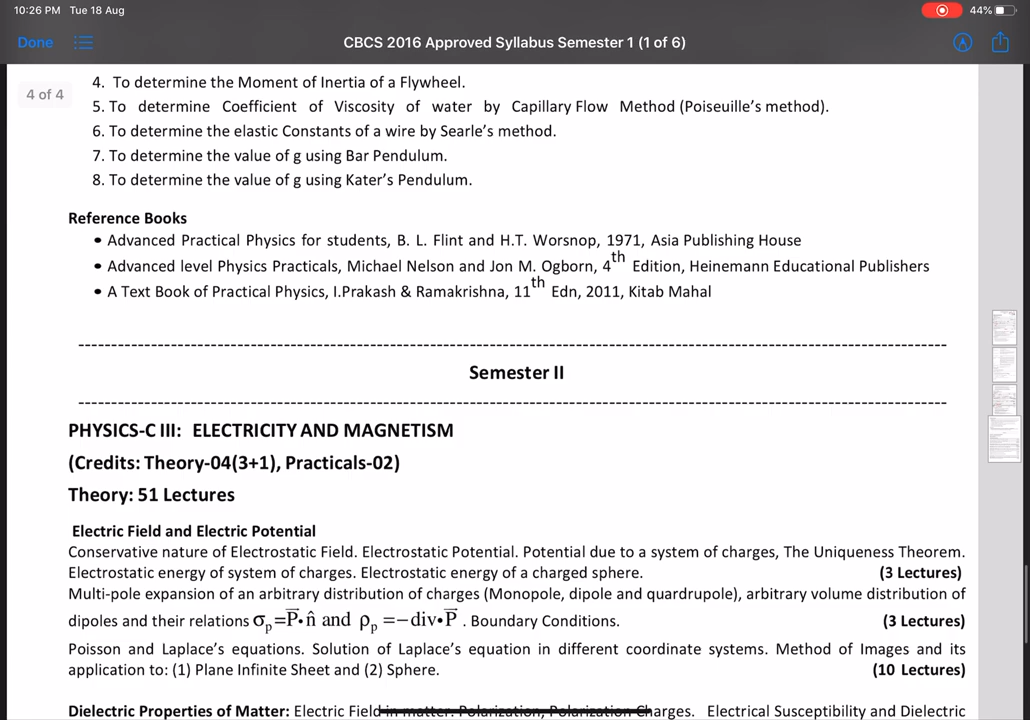 10:26 PM Tue 18 Aug
44%
Done
CBCS 2016 Approved Syllabus Semester 1 (1 of 6)
4 of 4
4. To determine the Moment of Inertia of a Flywheel.
5. To determine Coefficient of Viscosity of water by Capillary Flow Method (Poiseuille's method).
6. To determine the elastic Constants of a wire by Searle's method.
7. To determine the value of g using Bar Pendulum.
8. To determine the value of g using Kater's Pendulum.
Reference Books
• Advanced Practical Physics for students, B. L. Flint and H.T. Worsnop, 1971, Asia Publishing House
• Advanced level Physics Practicals, Michael Nelson and Jon M. Ogborn, 4th Edition, Heinemann Educational Publishers
• A Text Book of Practical Physics, I.Prakash & Ramakrishna, 11th Edn, 2011, Kitab Mahal
Semester II
PHYSICS-C III: ELECTRICITY AND MAGNETISM
(Credits: Theory-04(3+1), Practicals-02)
Theory: 51 Lectures
Electric Field and Electric Potential
Conservative nature of Electrostatic Field. Electrostatic Potential. Potential due to a system of charges, The Uniqueness Theorem.
Electrostatic energy of system of charges. Electrostatic energy of a charged sphere. (3 Lectures)
Multi-pole expansion of an arbitrary distribution of charges (Monopole, dipole and quardrupole), arbitrary volume distribution of
dipoles and their relations σp=P⃗•n̂ and ρp =−div•P⃗ . Boundary Conditions. (3 Lectures)
Poisson and Laplace's equations. Solution of Laplace's equation in different coordinate systems. Method of Images and its
application to: (1) Plane Infinite Sheet and (2) Sphere. (10 Lectures)
Dielectric Properties of Matter: Electric Field in matter. Polarization, Polarization Charges. Electrical Susceptibility and Dielectric